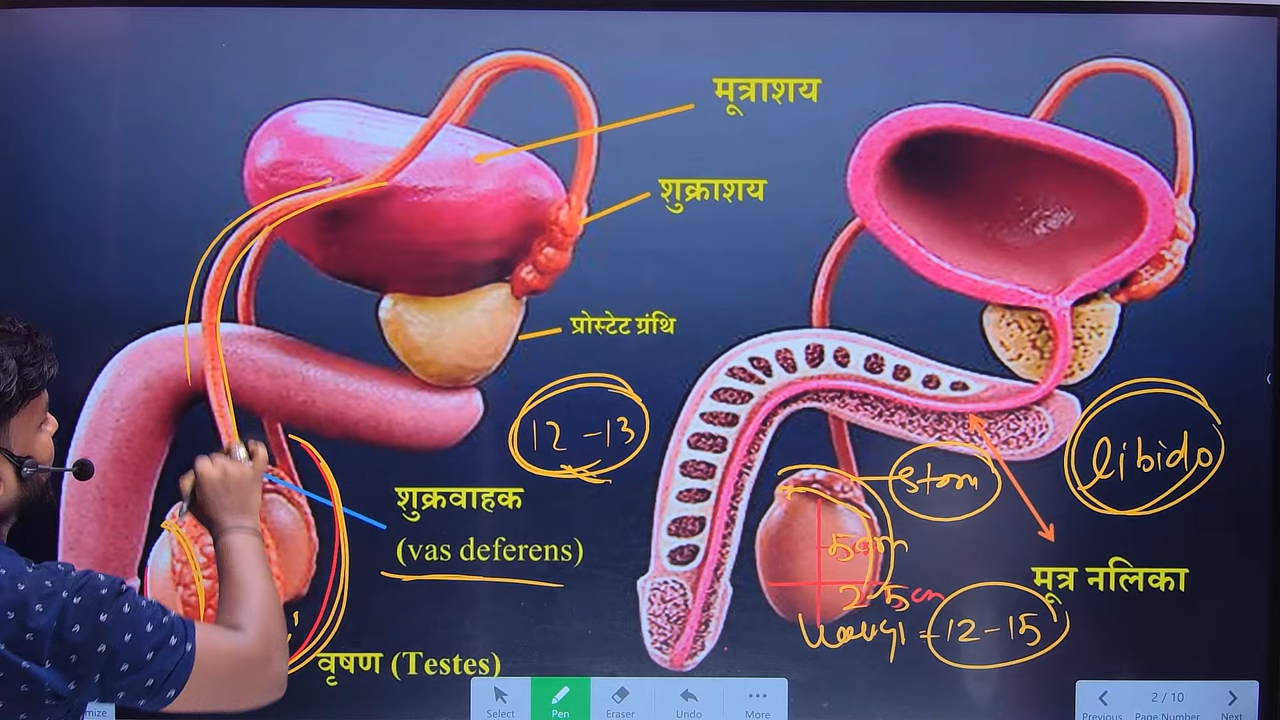 मूत्राशय
शुक्राशय
प्रोस्टेट ग्रंथि
12-13
libido
शुक्रवाहक
(vas deferens)
5cm
2.5cm
मूत्र नलिका
12-15
वृषण (Testes)
Select
Pen
Eraser
Undo
More
Previous
2 / 10
Page Number
Next